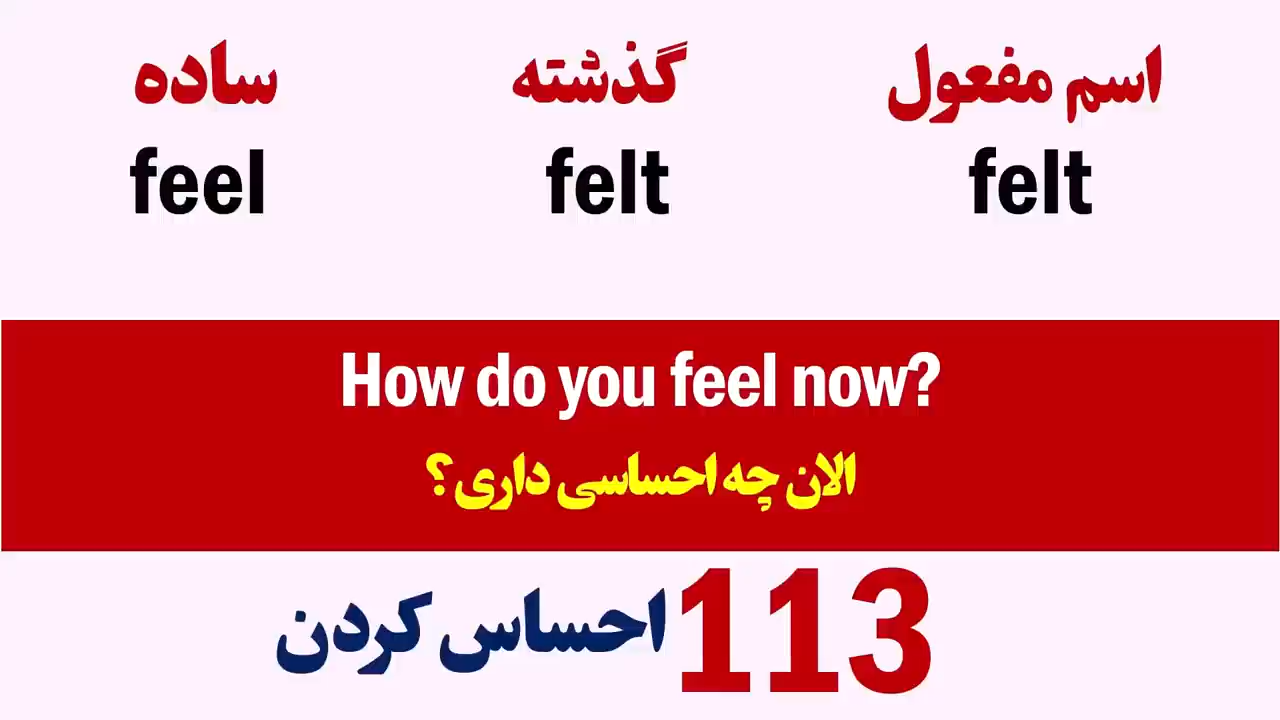 ساده گذشته اسم مفعول
feel felt felt
How do you feel now?
الان چه احساسی داری؟
113 احساس کردن